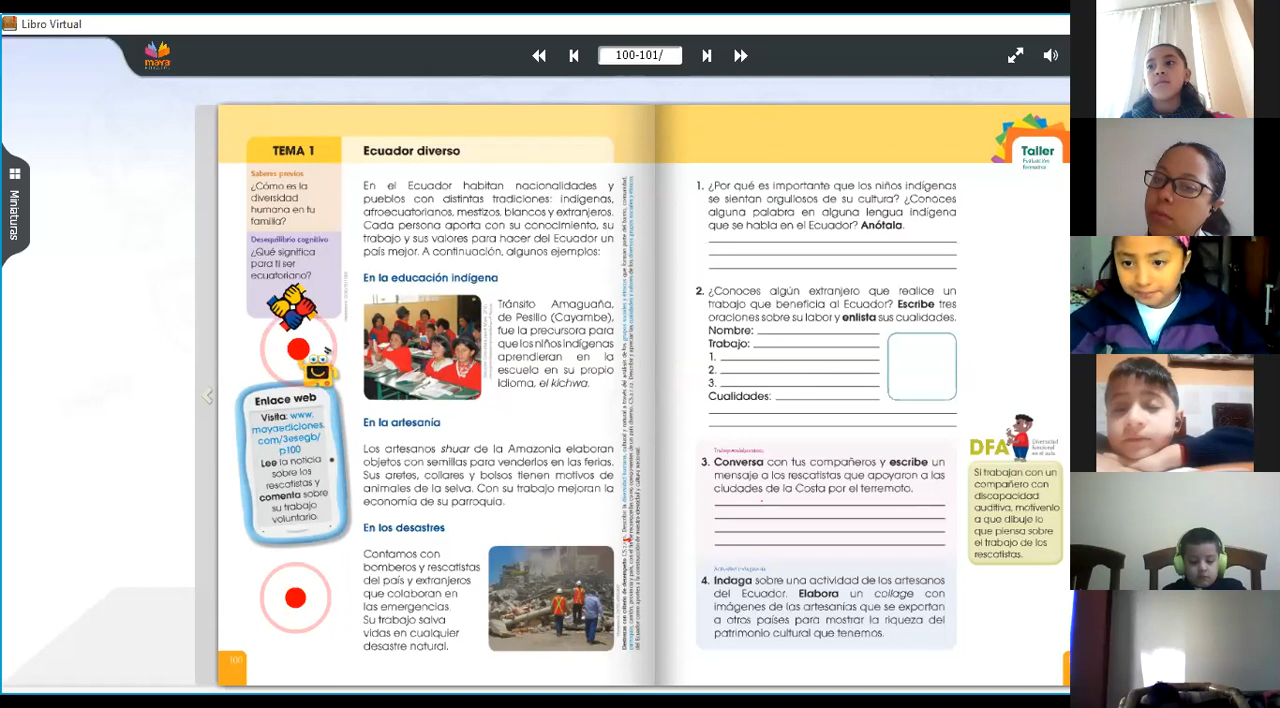 Libro Virtual
maya
100-101/
Miniaturas
TEMA 1
Ecuador diverso
Saberes previos
¿Cómo es la
diversidad
humana en tu
familia?
Desequilibrio cognitivo
¿Qué significa
para ti ser
ecuatoriano?
Enlace web
Visita: www.
mayaediciones.
com/3esegb/
p100
Lee la noticia
sobre los
rescatistas y
comenta sobre
su trabajo
voluntario.
En el Ecuador habitan nacionalidades y
pueblos con distintas tradiciones: indígenas,
afroecuatorianos, mestizos, blancos y extranjeros.
Cada persona aporta con su conocimiento, su
trabajo y sus valores para hacer del Ecuador un
país mejor. A continuación, algunos ejemplos:
En la educación indígena
Tránsito Amaguaña,
de Pesillo (Cayambe),
fue la precursora para
que los niños indígenas
aprendieran en la
escuela en su propio
idioma, el kichwa.
En la artesanía
Los artesanos shuar de la Amazonía elaboran
objetos con semillas para venderlos en las ferias.
Sus aretes, collares y bolsos tienen motivos de
animales de la selva. Con su trabajo mejoran la
economía de su parroquia.
En los desastres
Contamos con
bomberos y rescatistas
del país y extranjeros
que colaboran en
las emergencias.
Su trabajo salva
vidas en cualquier
desastre natural.
100
Taller
Evaluación
formativa
1. ¿Por qué es importante que los niños indígenas
se sientan orgullosos de su cultura? ¿Conoces
alguna palabra en alguna lengua indígena
que se habla en el Ecuador? Anótala.
2. ¿Conoces algún extranjero que realice un
trabajo que beneficia al Ecuador? Escribe tres
oraciones sobre su labor y enlista sus cualidades.
Nombre:
Trabajo:
1.
2.
3.
Cualidades:
3. Conversa con tus compañeros y escribe un
mensaje a los rescatistas que apoyaron a las
ciudades de la Costa por el terremoto.
4. Indaga sobre una actividad de los artesanos
del Ecuador. Elabora un collage con
imágenes de las artesanías que se exportan
a otros países para mostrar la riqueza del
patrimonio cultural que tenemos.
DFA
Diversidad
funcional
en el aula
Si trabajan con un
compañero con
discapacidad
auditiva, motívenlo
a que dibuje lo
que piensa sobre
el trabajo de los
rescatistas.